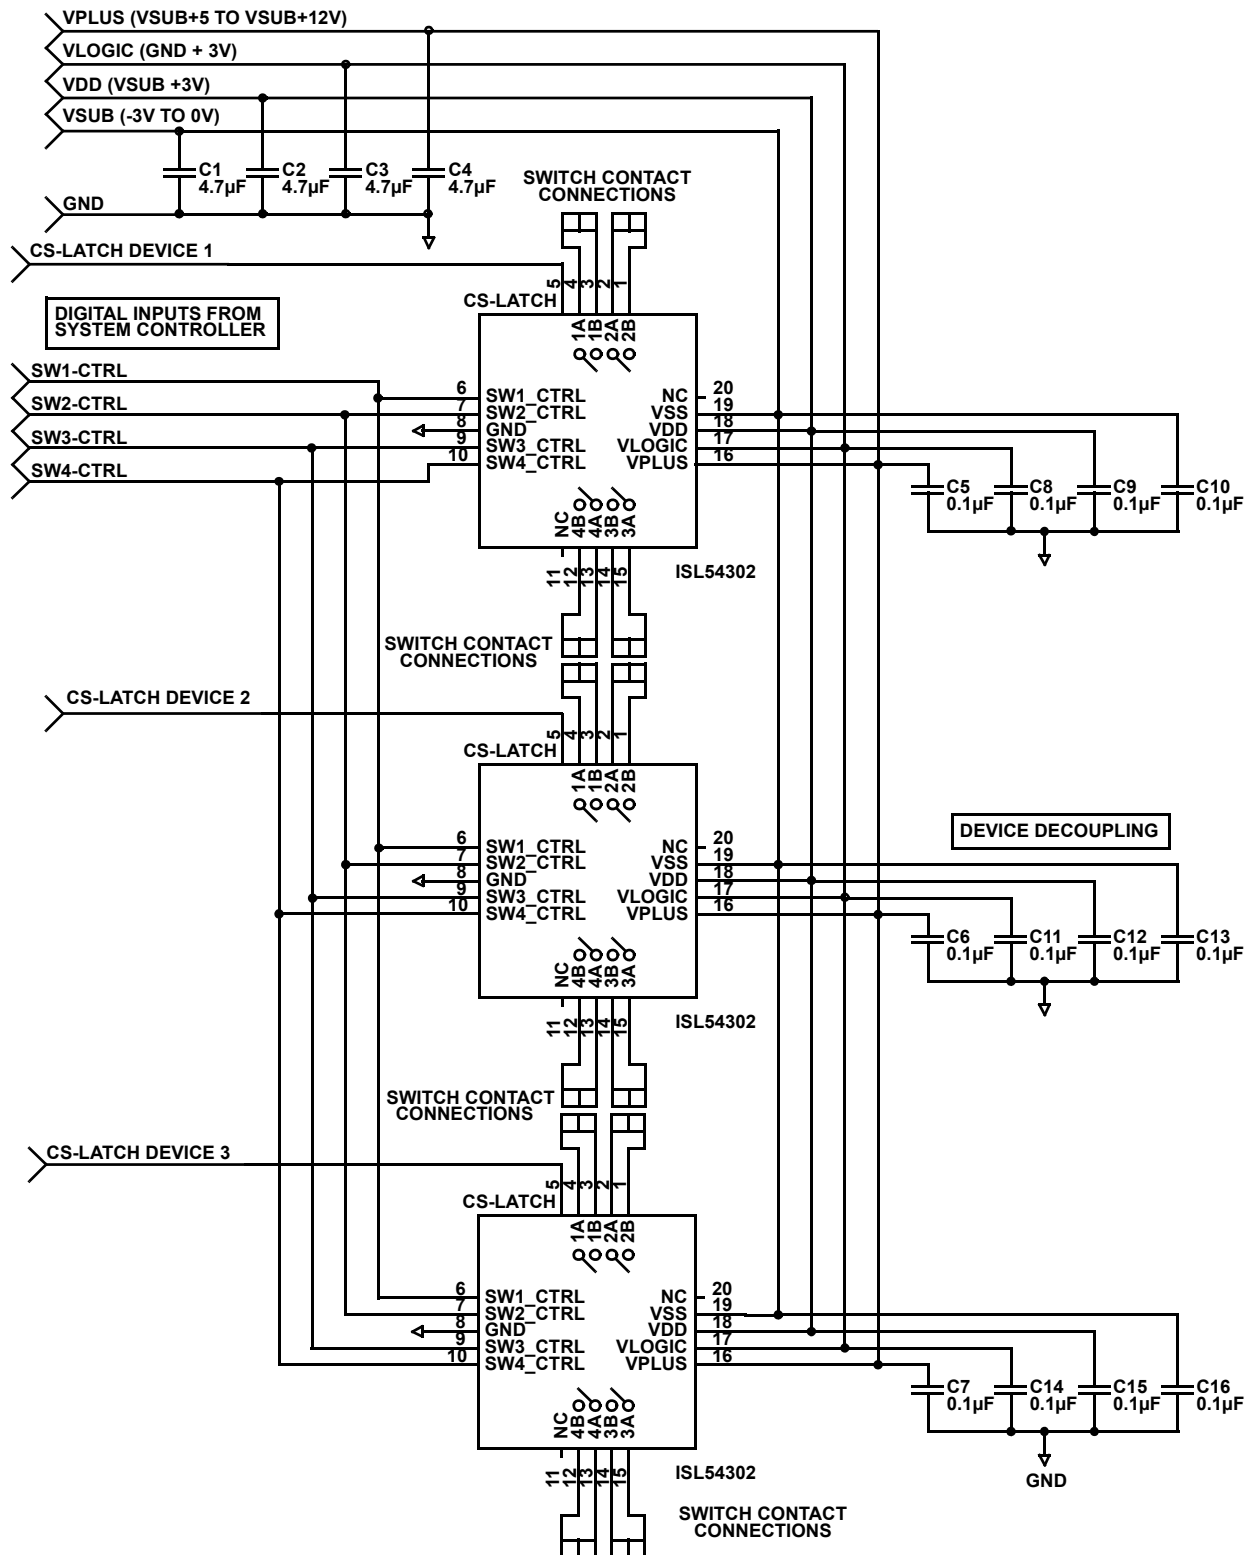 VPLUS (VSUB+5 TO VSUB+12V)
VLOGIC (GND + 3V)
VDD (VSUB +3V)
VSUB (-3V TO 0V)
C1
4.7µF
C2
4.7µF
C3
4.7µF
C4
4.7µF
GND
SWITCH CONTACT
CONNECTIONS
CS-LATCH DEVICE 1
5
4
3
2
1
CS-LATCH
DIGITAL INPUTS FROM
SYSTEM CONTROLLER
1A
1B
2A
2B
SW1-CTRL
SW2-CTRL
SW3-CTRL
SW4-CTRL
6
7
8
9
10
SW1_CTRL
SW2_CTRL
GND
SW3_CTRL
SW4_CTRL
NC
VSS
VDD
VLOGIC
VPLUS
20
19
18
17
16
C5
0.1µF
C8
0.1µF
C9
0.1µF
C10
0.1µF
NC
4B
4A
3B
3A
11
12
13
14
15
ISL54302
SWITCH CONTACT
CONNECTIONS
CS-LATCH DEVICE 2
5
4
3
2
1
CS-LATCH
1A
1B
2A
2B
6
7
8
9
10
SW1_CTRL
SW2_CTRL
GND
SW3_CTRL
SW4_CTRL
NC
VSS
VDD
VLOGIC
VPLUS
20
19
18
17
16
DEVICE DECOUPLING
C6
0.1µF
C11
0.1µF
C12
0.1µF
C13
0.1µF
NC
4B
4A
3B
3A
11
12
13
14
15
ISL54302
SWITCH CONTACT
CONNECTIONS
CS-LATCH DEVICE 3
5
4
3
2
1
CS-LATCH
1A
1B
2A
2B
6
7
8
9
10
SW1_CTRL
SW2_CTRL
GND
SW3_CTRL
SW4_CTRL
NC
VSS
VDD
VLOGIC
VPLUS
20
19
18
17
16
C7
0.1µF
C14
0.1µF
C15
0.1µF
C16
0.1µF
GND
NC
4B
4A
3B
3A
11
12
13
14
15
ISL54302
SWITCH CONTACT
CONNECTIONS